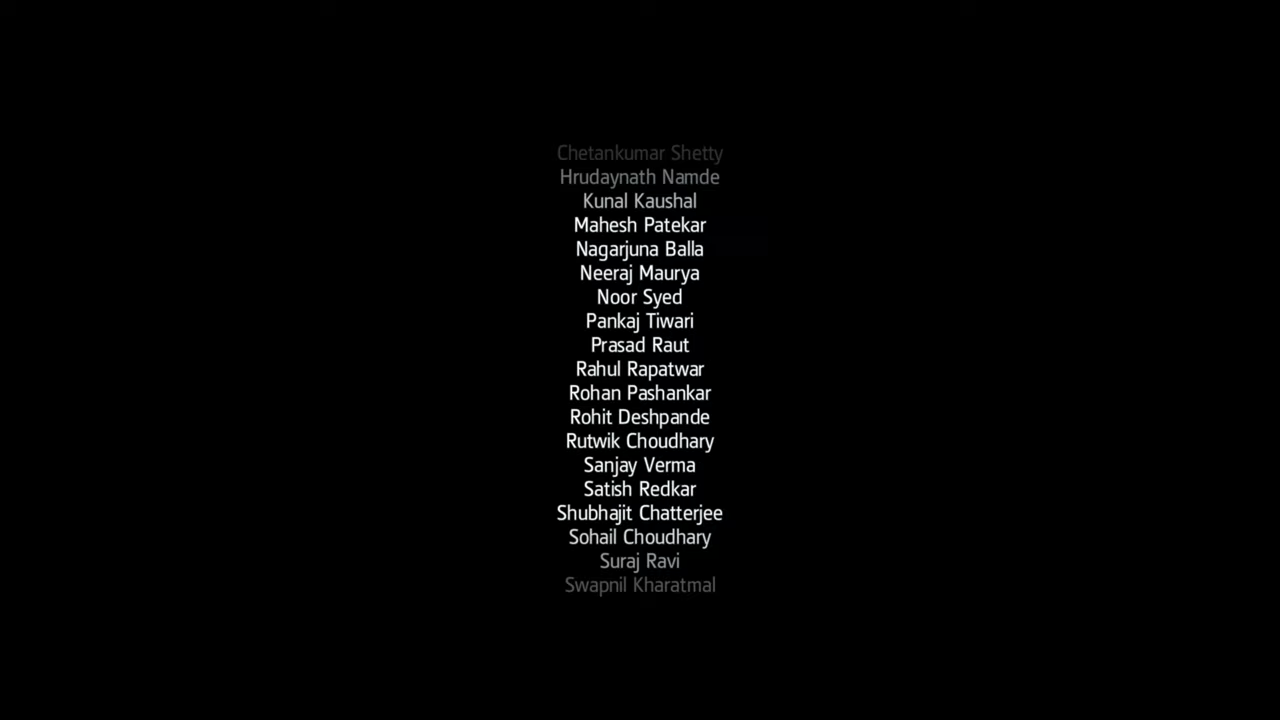 Chetankumar Shetty
Hrudaynath Namde
Kunal Kaushal
Mahesh Patekar
Nagarjuna Balla
Neeraj Maurya
Noor Syed
Pankaj Tiwari
Prasad Raut
Rahul Rapatwar
Rohan Pashankar
Rohit Deshpande
Rutwik Choudhary
Sanjay Verma
Satish Redkar
Shubhajit Chatterjee
Sohail Choudhary
Suraj Ravi
Swapnil Kharatmal